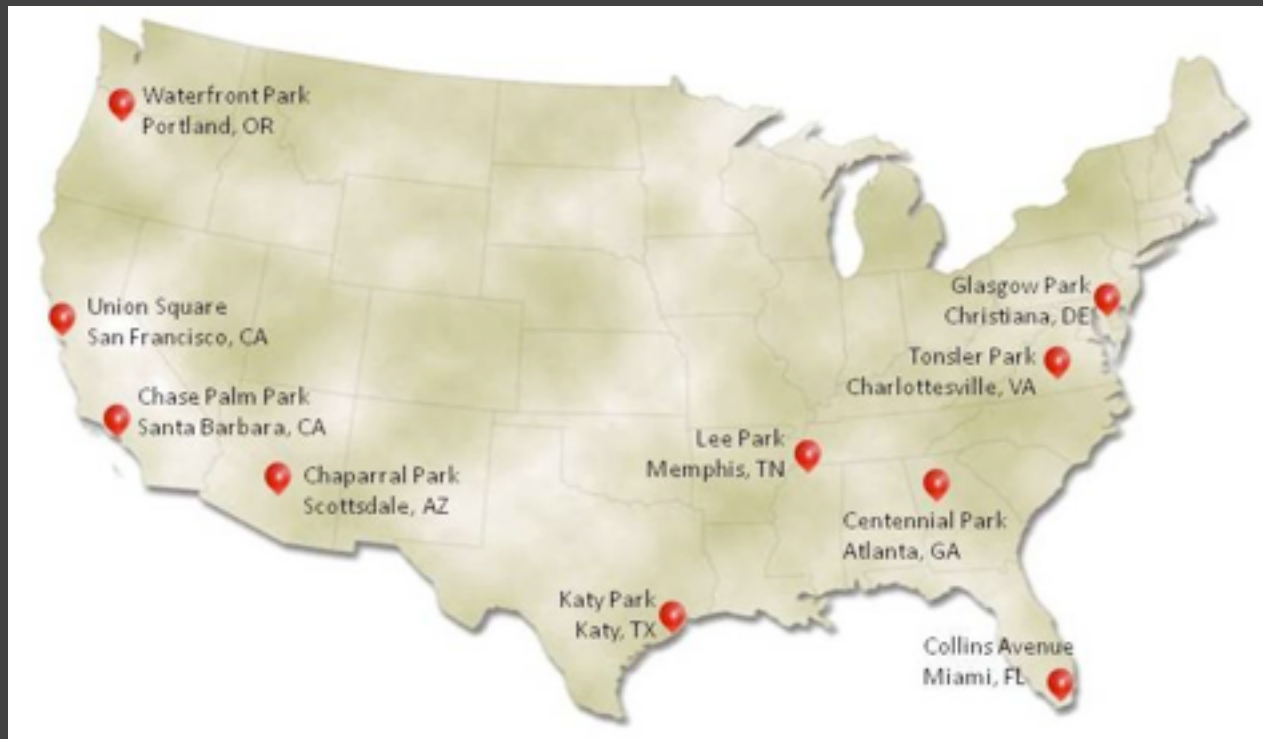 Waterfront Park
Portland, OR
Union Square
San Francisco, CA
Chase Palm Park
Santa Barbara, CA
Chaparral Park
Scottsdale, AZ
Glasgow Park
Christiana, DE
Tonsler Park
Charlottesville, VA
Lee Park
Memphis, TN
Centennial Park
Atlanta, GA
Katy Park
Katy, TX
Collins Avenue
Miami, FL